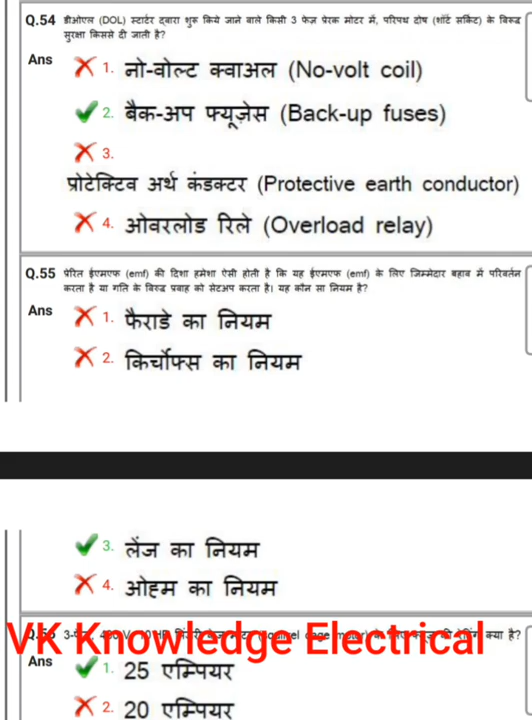 Q.54 डीओएल (DOL) स्टार्टर द्वारा शुरू किये जाने वाले किसी 3 फेज़ प्रेरक मोटर में, परिपथ दोष (शॉर्ट सर्किट) के विरुद्ध
सुरक्षा किससे दी जाती है?
Ans 1. नो-वोल्ट क्वाअल (No-volt coil)
2. बैक-अप फ्यूज़ेस (Back-up fuses)
3.
प्रोटेक्टिव अर्थ कंडक्टर (Protective earth conductor)
4. ओवरलोड रिले (Overload relay)
Q.55 प्रेरित ईएमएफ (emf) की दिशा हमेशा ऐसी होती है कि यह ईएमएफ (emf) के लिए जिम्मेदार बहाव में परिवर्तन
करता है या गति के विरुद्ध प्रवाह को सेटअप करता है। यह कौन सा नियम है?
Ans 1. फैराडे का नियम
2. किर्चोफ्स का नियम
3. लेंज का नियम
4. ओहम का नियम
VK Knowledge Electrical
क्या है?
Ans 1. 25 एम्पियर
2. 20 एम्पियर